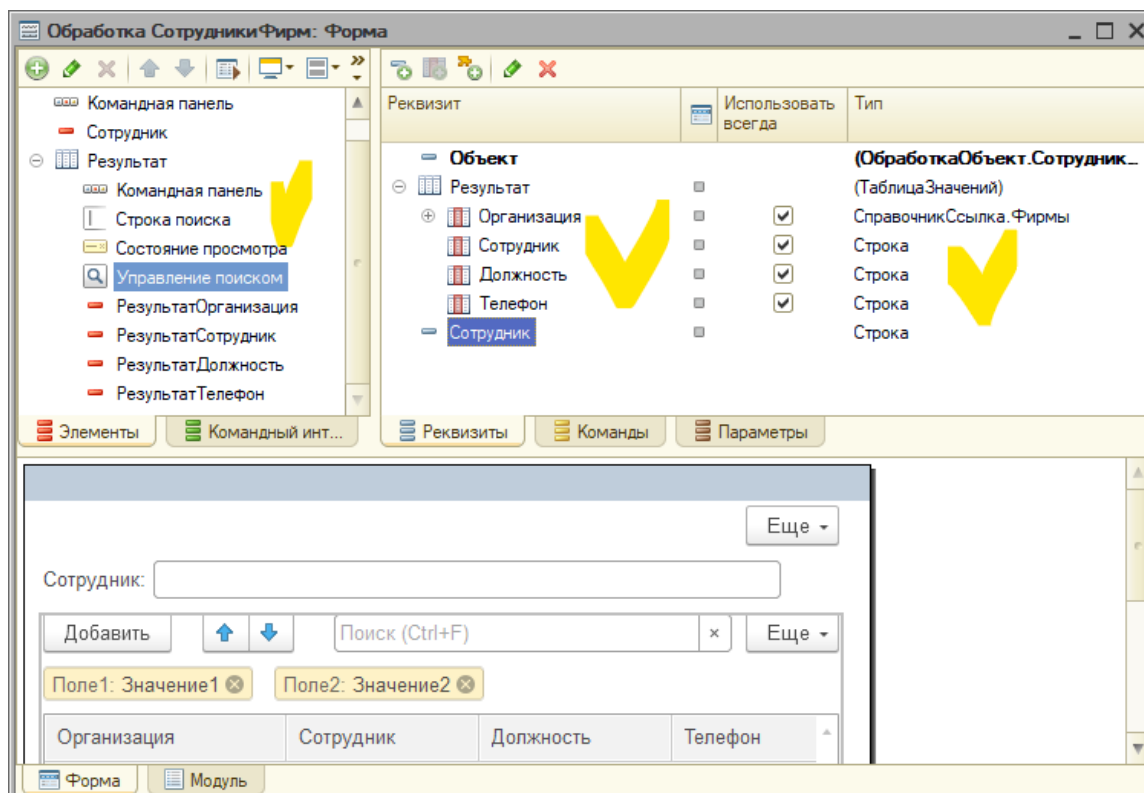 Обработка СотрудникиФирм: Форма
Командная панель
Сотрудник
Результат
Командная панель
Строка поиска
Состояние просмотра
Управление поиском
РезультатОрганизация
РезультатСотрудник
РезультатДолжность
РезультатТелефон
Элементы
Командный инт...
Реквизит
Использовать всегда
Тип
Объект
(ОбработкаОбъект.Сотрудник...
Результат
(ТаблицаЗначений)
Организация
СправочникСсылка.Фирмы
Сотрудник
Строка
Должность
Строка
Телефон
Строка
Сотрудник
Строка
Реквизиты
Команды
Параметры
Еще
Сотрудник:
Добавить
Поиск (Ctrl+F)
×
Еще
Поле1: Значение1
Поле2: Значение2
Организация
Сотрудник
Должность
Телефон
Форма
Модуль